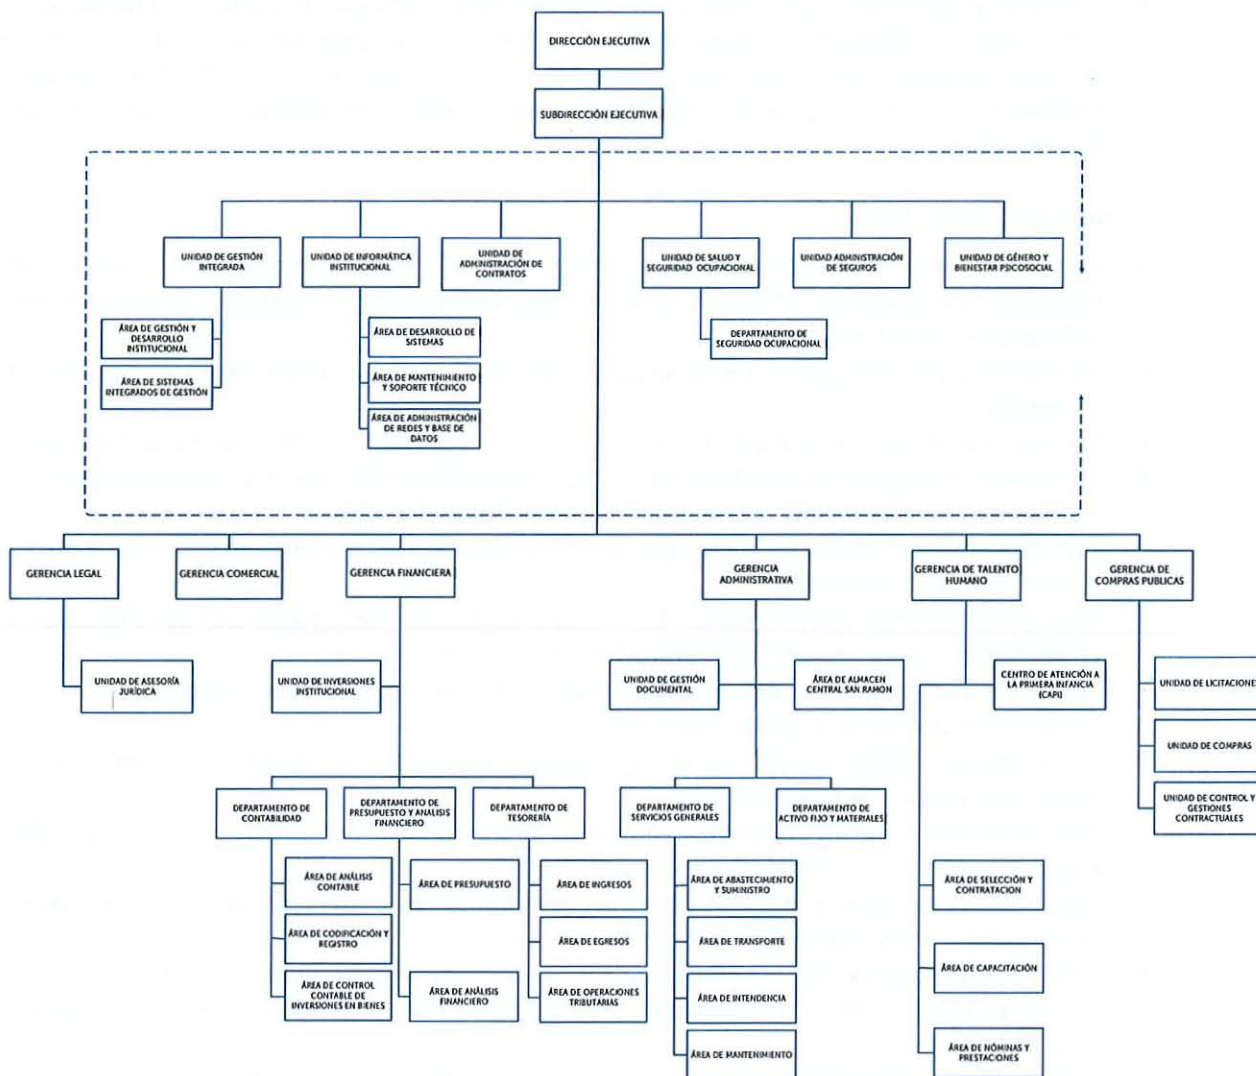 DIRECCIÓN EJECUTIVA
SUBDIRECCIÓN EJECUTIVA
UNIDAD DE GESTIÓN
INTEGRADA
UNIDAD DE INFORMÁTICA
INSTITUCIONAL
UNIDAD DE
ADMINISTRACIÓN DE
CONTRATOS
UNIDAD DE SALUD Y
SEGURIDAD OCUPACIONAL
UNIDAD ADMINISTRACIÓN
DE SEGUROS
UNIDAD DE GÉNERO Y
BIENESTAR PSICOSOCIAL
ÁREA DE GESTIÓN Y
DESARROLLO
INSTITUCIONAL
ÁREA DE SISTEMAS
INTEGRADOS DE GESTIÓN
ÁREA DE DESARROLLO DE
SISTEMAS
ÁREA DE MANTENIMIENTO
Y SOPORTE TÉCNICO
ÁREA DE ADMINISTRACIÓN
DE REDES Y BASE DE
DATOS
DEPARTAMENTO DE
SEGURIDAD OCUPACIONAL
GERENCIA LEGAL
GERENCIA COMERCIAL
GERENCIA FINANCIERA
GERENCIA
ADMINISTRATIVA
GERENCIA DE TALENTO
HUMANO
GERENCIA DE
COMPRAS PUBLICAS
UNIDAD DE ASESORÍA
JURÍDICA
UNIDAD DE INVERSIONES
INSTITUCIONAL
UNIDAD DE GESTIÓN
DOCUMENTAL
ÁREA DE ALMACEN
CENTRAL SAN RAMON
CENTRO DE ATENCIÓN A
LA PRIMERA INFANCIA
(CAPI)
UNIDAD DE LICITACIONES
UNIDAD DE COMPRAS
UNIDAD DE CONTROL Y
GESTIONES
CONTRACTUALES
DEPARTAMENTO DE
CONTABILIDAD
DEPARTAMENTO DE
PRESUPUESTO Y ANALISIS
FINANCIERO
DEPARTAMENTO DE
TESORERÍA
DEPARTAMENTO DE
SERVICIOS GENERALES
DEPARTAMENTO DE
ACTIVO FIJO Y MATERIALES
ÁREA DE ANÁLISIS
CONTABLE
ÁREA DE CODIFICACIÓN Y
REGISTRO
ÁREA DE CONTROL
CONTABLE DE
INVERSIONES EN BIENES
ÁREA DE PRESUPUESTO
ÁREA DE ANÁLISIS
FINANCIERO
ÁREA DE INGRESOS
ÁREA DE EGRESOS
ÁREA DE OPERACIONES
TRIBUTARIAS
ÁREA DE ABASTECIMIENTO
Y SUMINISTRO
ÁREA DE TRANSPORTE
ÁREA DE INTENDENCIA
ÁREA DE MANTENIMIENTO
ÁREA DE SELECCIÓN Y
CONTRATACION
ÁREA DE CAPACITACIÓN
ÁREA DE NÓMINAS Y
PRESTACIONES